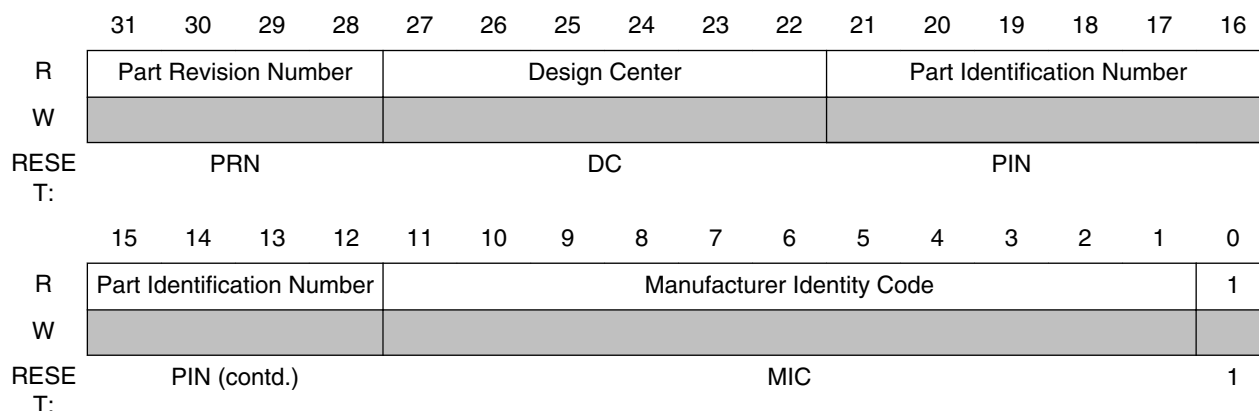 31 30 29 28 27 26 25 24 23 22 21 20 19 18 17 16
R Part Revision Number Design Center Part Identification Number
W
RESE PRN DC PIN
T:
15 14 13 12 11 10 9 8 7 6 5 4 3 2 1 0
R Part Identification Number Manufacturer Identity Code 1
W
RESE PIN (contd.) MIC 1
T: